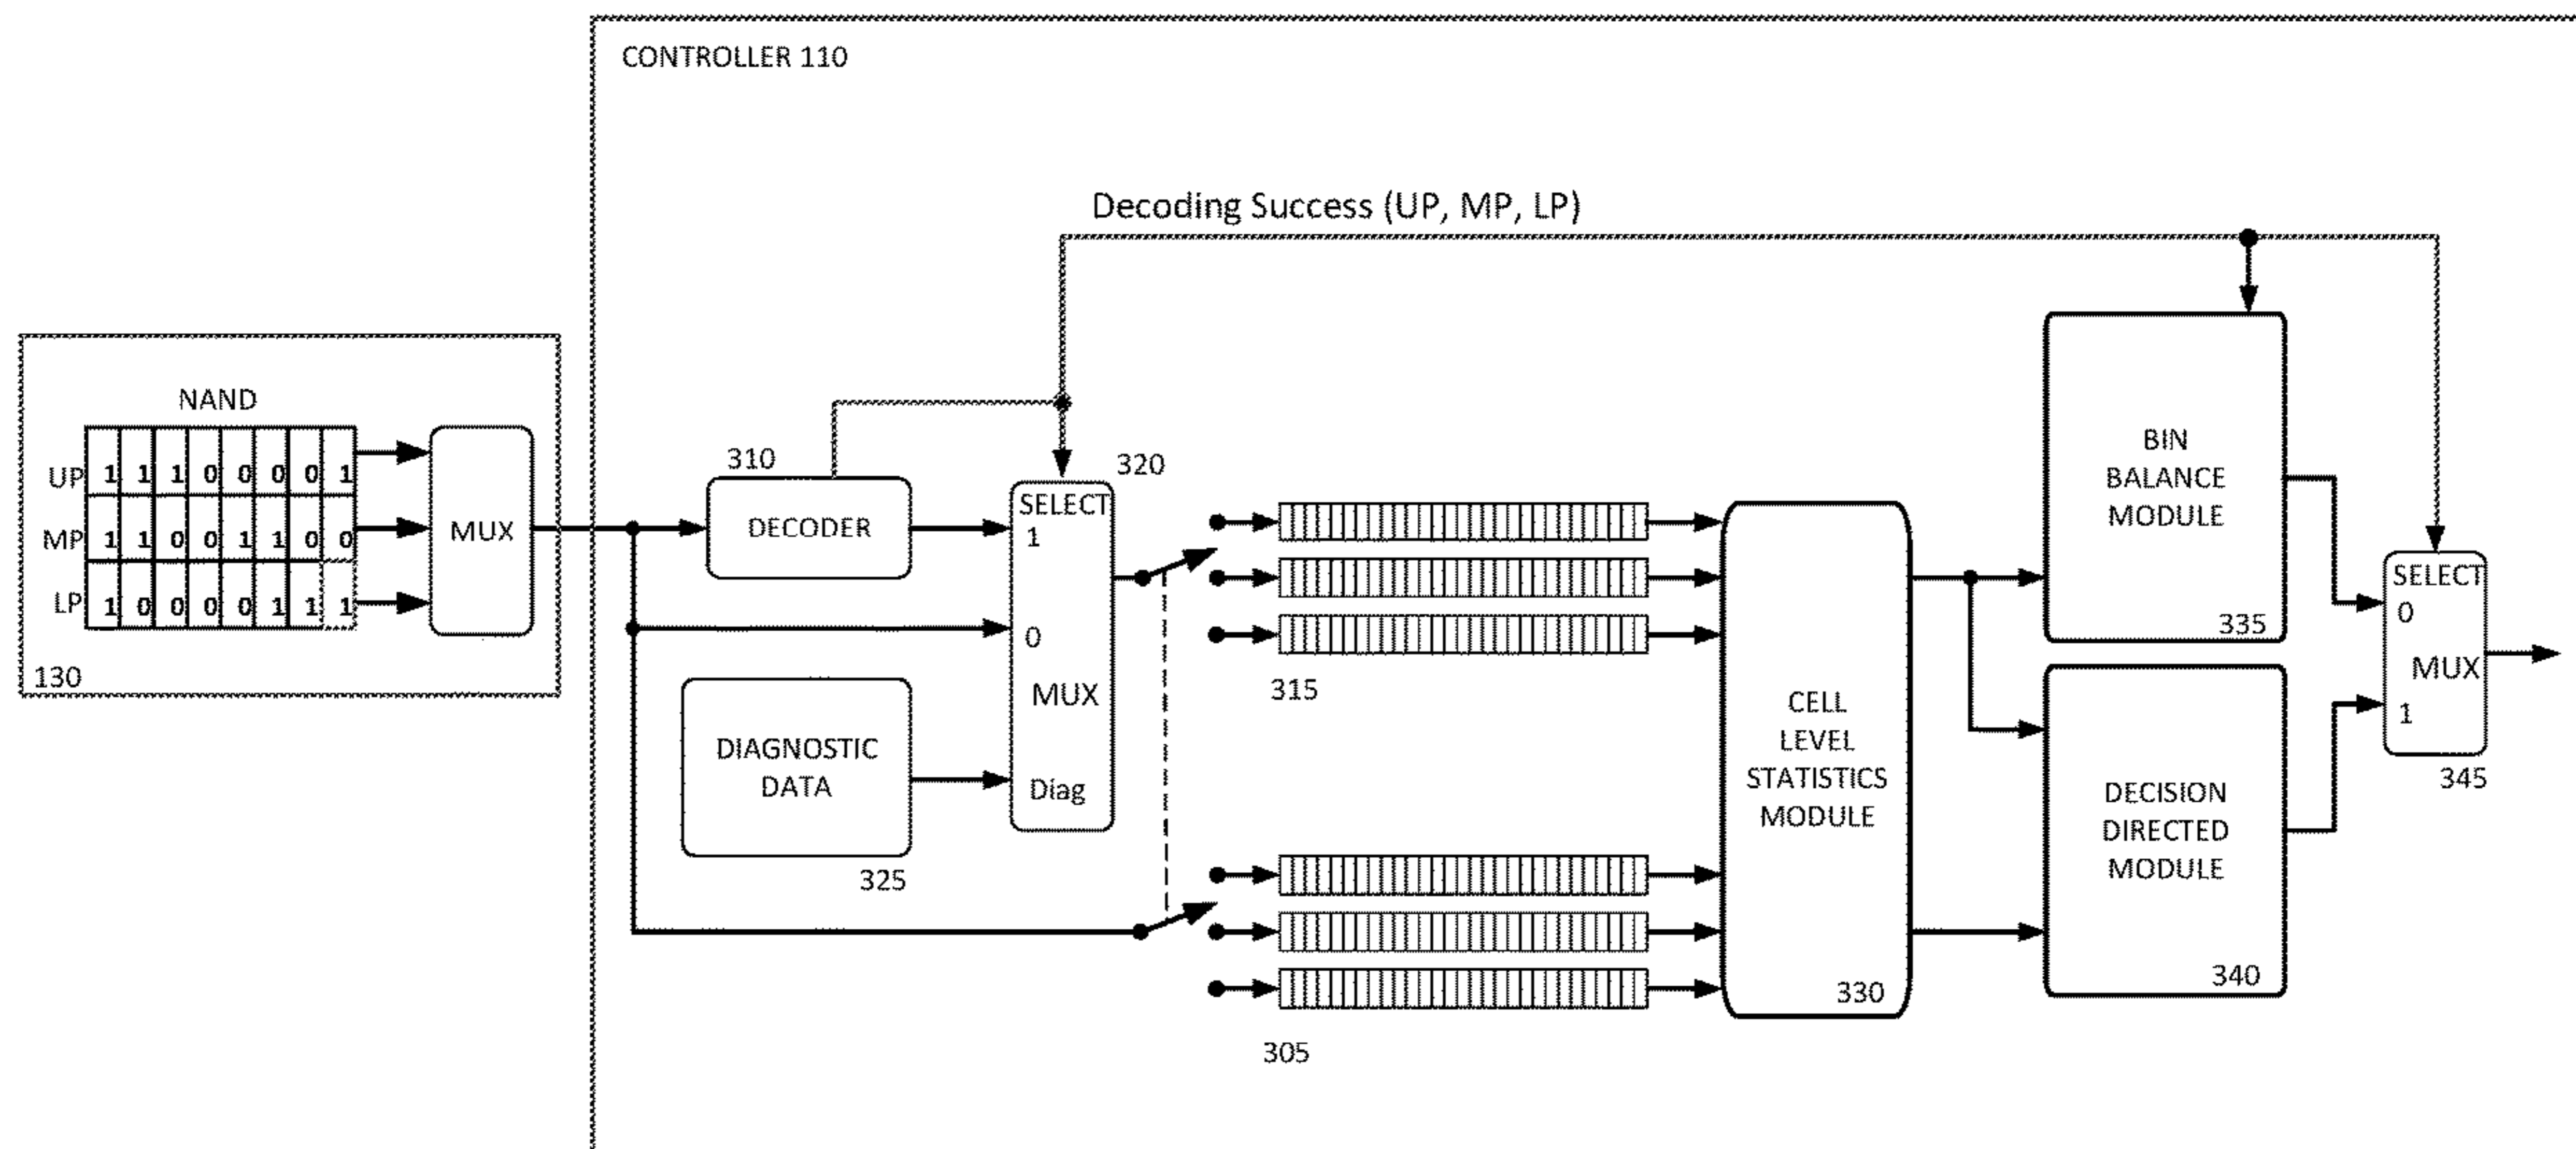 CONTROLLER 110
Decoding Success (UP, MP, LP)
NAND
UP 1 1 1 0 0 0 0 1
MP 1 1 0 0 1 1 0 0
LP 1 0 0 0 0 1 1 1
MUX
130
310
DECODER
320
SELECT
1
0
MUX
Diag
DIAGNOSTIC
DATA
325
315
305
CELL
LEVEL
STATISTICS
MODULE
330
BIN
BALANCE
MODULE
335
DECISION
DIRECTED
MODULE
340
SELECT
0
MUX
1
345